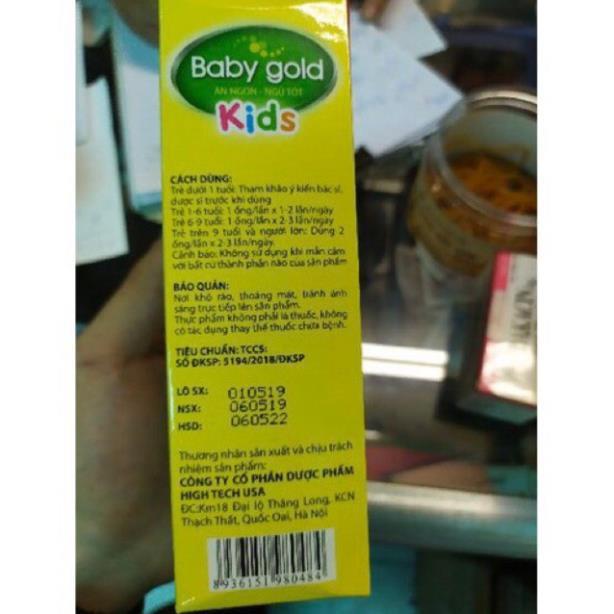 Baby gold
ĂN NGON - NGỦ TỐT
Kids
CÁCH DÙNG:
Trẻ dưới 1 tuổi: Tham khảo ý kiến bác sĩ,
dược sĩ trước khi dùng
Trẻ 1-6 tuổi: 1 ống/lần x 1-2 lần/ngày
Trẻ 6-9 tuổi: 1 ống/lần x 2-3 lần/ngày
Trẻ trên 9 tuổi và người lớn: Dùng 2
ống/lần x 2-3 lần/ngày.
Cảnh báo: Không sử dụng khi mẫn cảm
với bất cứ thành phần nào của sản phẩm
BẢO QUẢN:
Nơi khô ráo, thoáng mát, tránh ánh
sáng trực tiếp lên sản phẩm.
Thực phẩm không phải là thuốc, không
có tác dụng thay thế thuốc chữa bệnh.
TIÊU CHUẨN: TCCS:
SỐ ĐKSP: 5194/2018/ĐKSP
LÔ SX: 010519
NSX: 060519
HSD: 060522
Thương nhân sản xuất và chịu trách
nhiệm sản phẩm:
CÔNG TY CỔ PHẦN DƯỢC PHẨM
HIGH TECH USA
ĐC:Km18 Đại lộ Thăng Long, KCN
Thạch Thất, Quốc Oai, Hà Nội
8 936151 980484